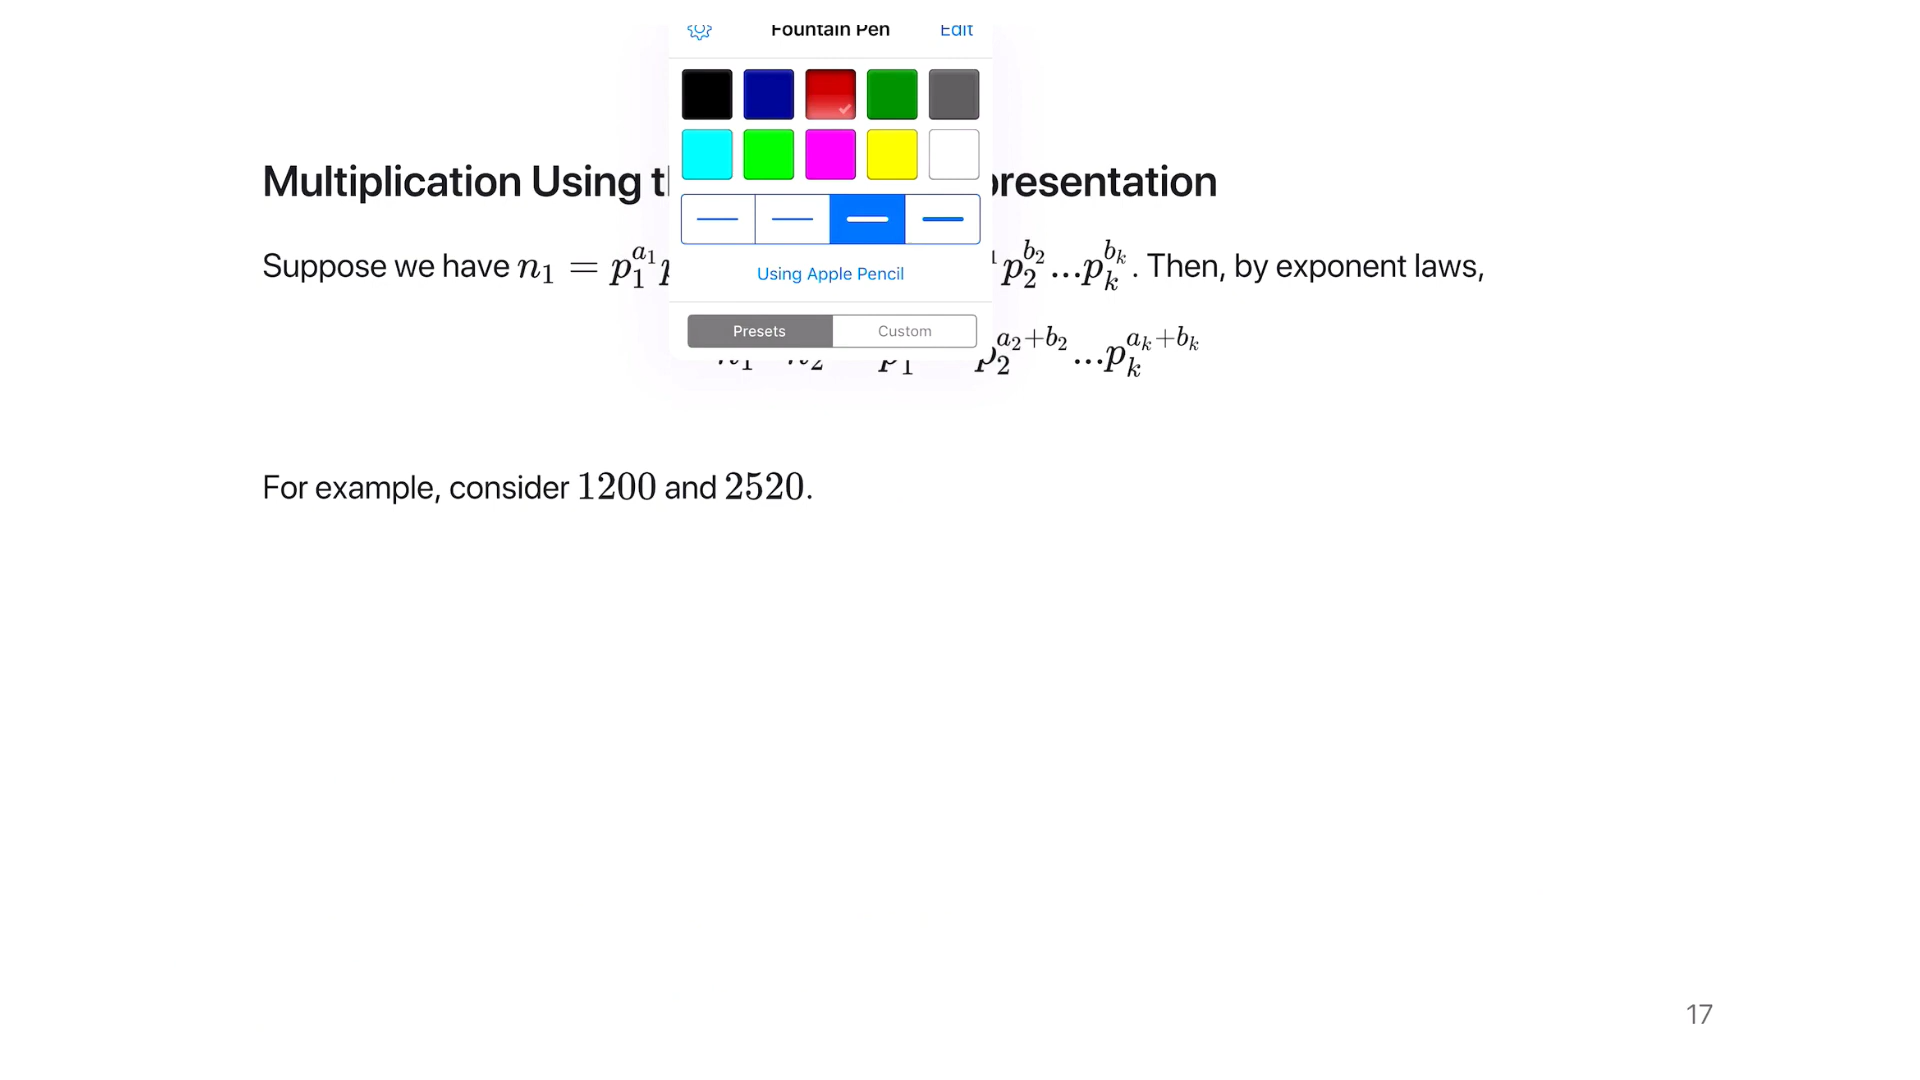 Fountain Pen Edit
Multiplication Using presentation
Suppose we have n₁ = p₁^{a₁} p₂^{b₂}...p_k^{b_k}. Then, by exponent laws,
Using Apple Pencil
Presets Custom
p₂^{a₂+b₂}...p_k^{a_k+b_k}
For example, consider 1200 and 2520.
17